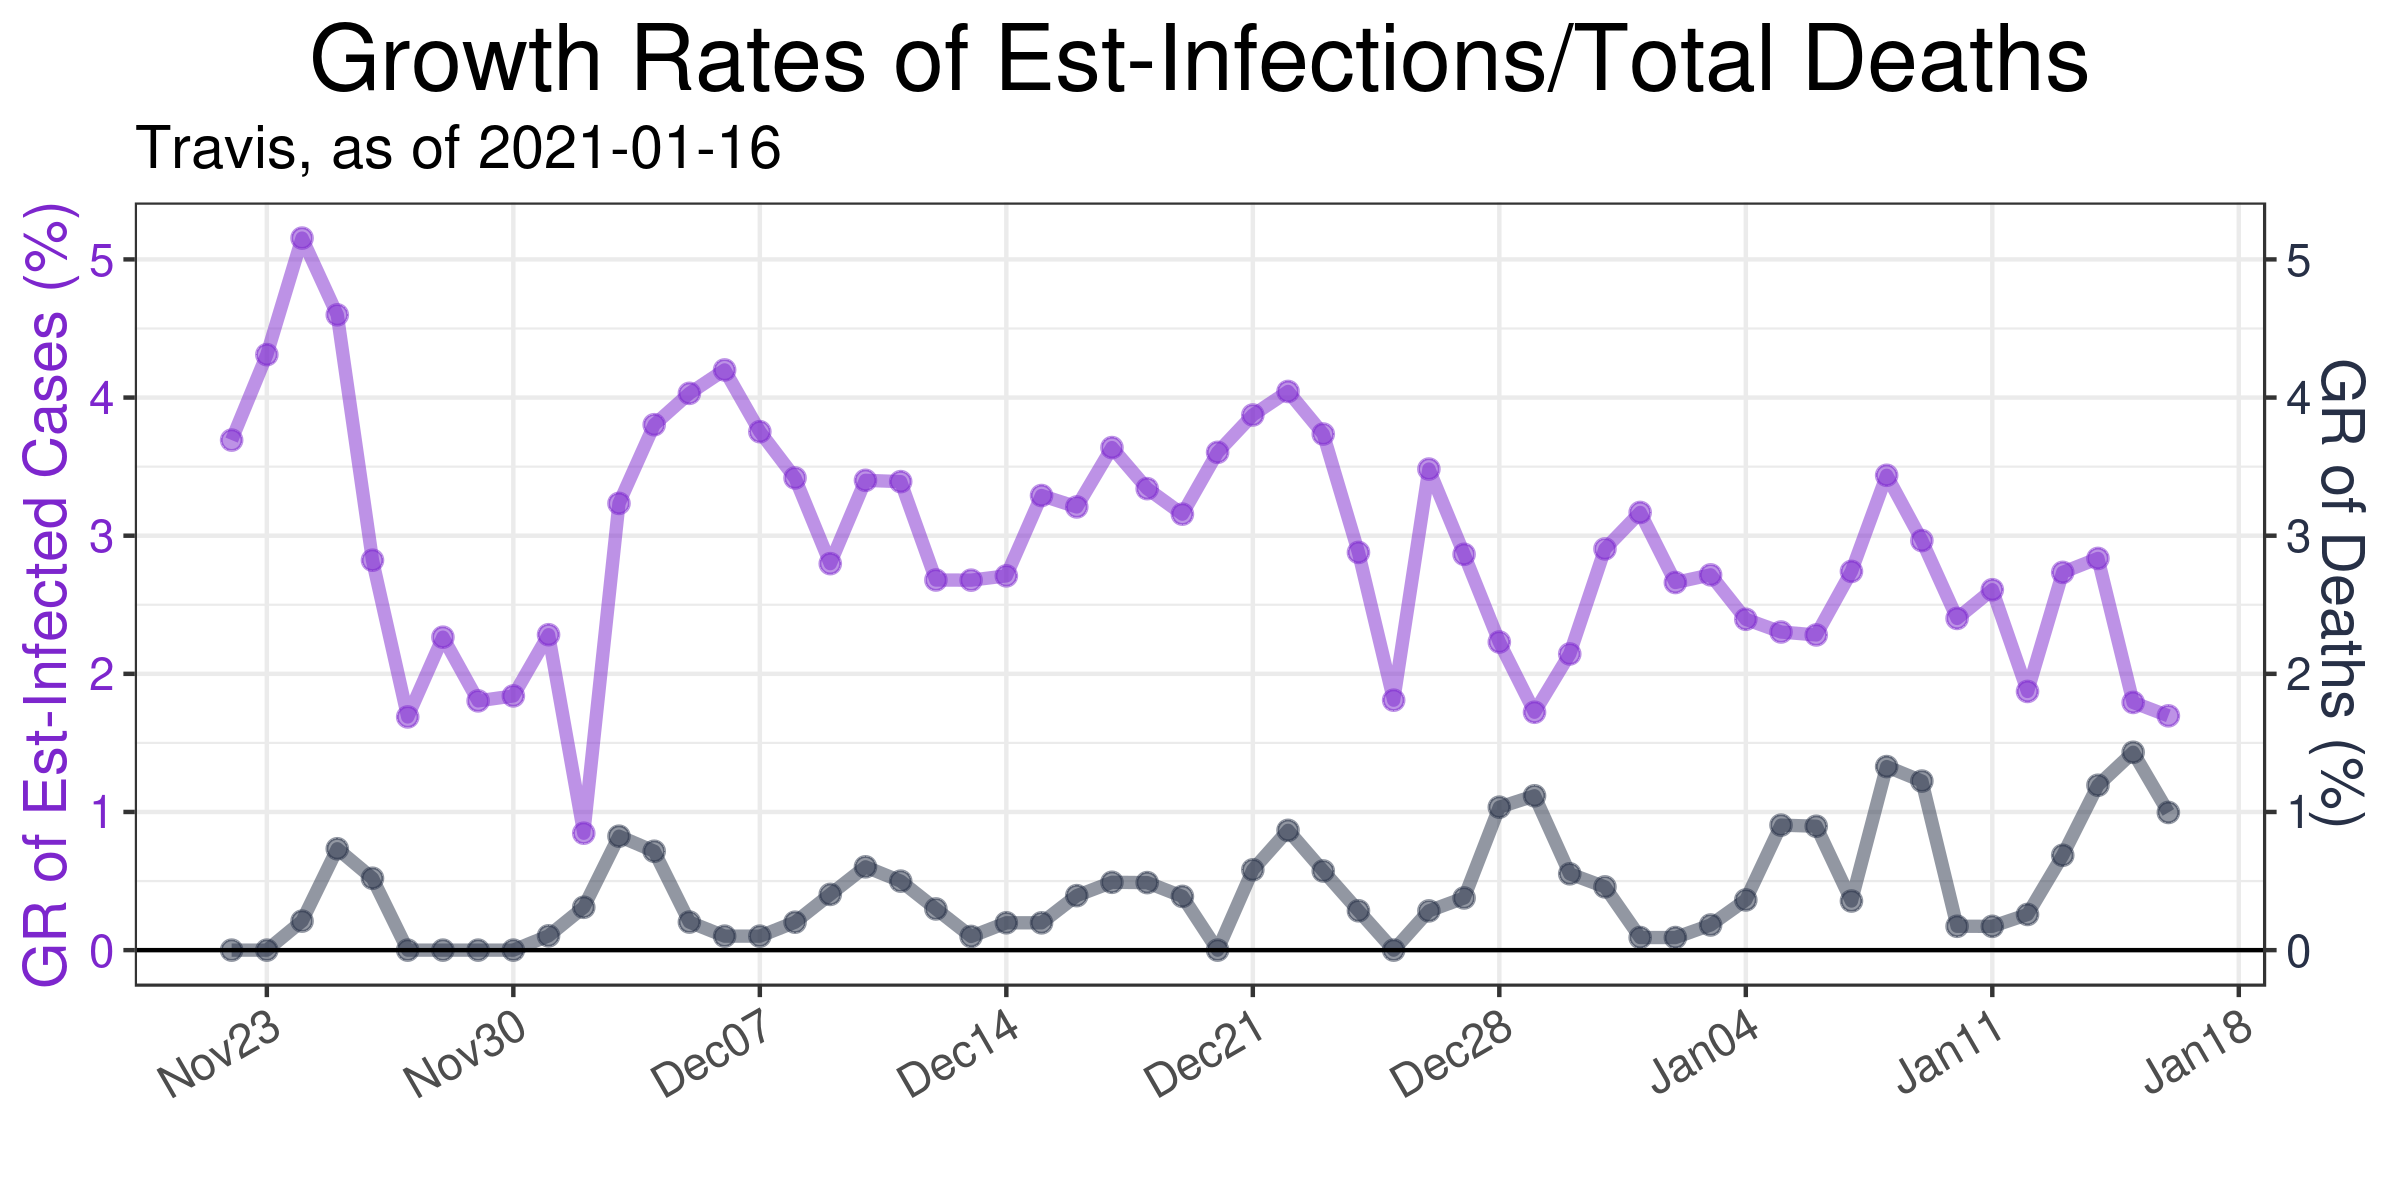 Growth Rates of Est-Infections/Total Deaths
Travis, as of 2021-01-16
GR of Est-Infected Cases (%)
5
4
3
2
1
0
5
4
3
2
1
0
GR of Deaths (%)
Nov23
Nov30
Dec07
Dec14
Dec21
Dec28
Jan04
Jan11
Jan18